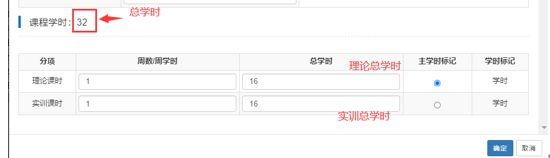 总学时
课程学时：32
分项 周数/周学时 总学时 主学时标记 学时标记
理论总学时
理论课时 1 16 学时
实训课时 1 16 学时
实训总学时
确定 取消